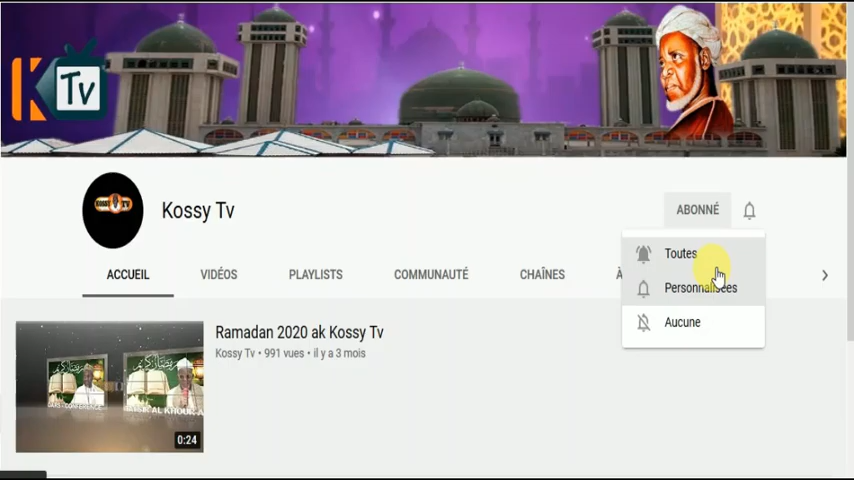 K Tv
Kossy Tv
ABONNÉ
Toutes
Personnalisées
Aucune
ACCUEIL
VIDÉOS
PLAYLISTS
COMMUNAUTÉ
CHAÎNES
À
Ramadan 2020 ak Kossy Tv
Kossy Tv • 991 vues • il y a 3 mois
0:24